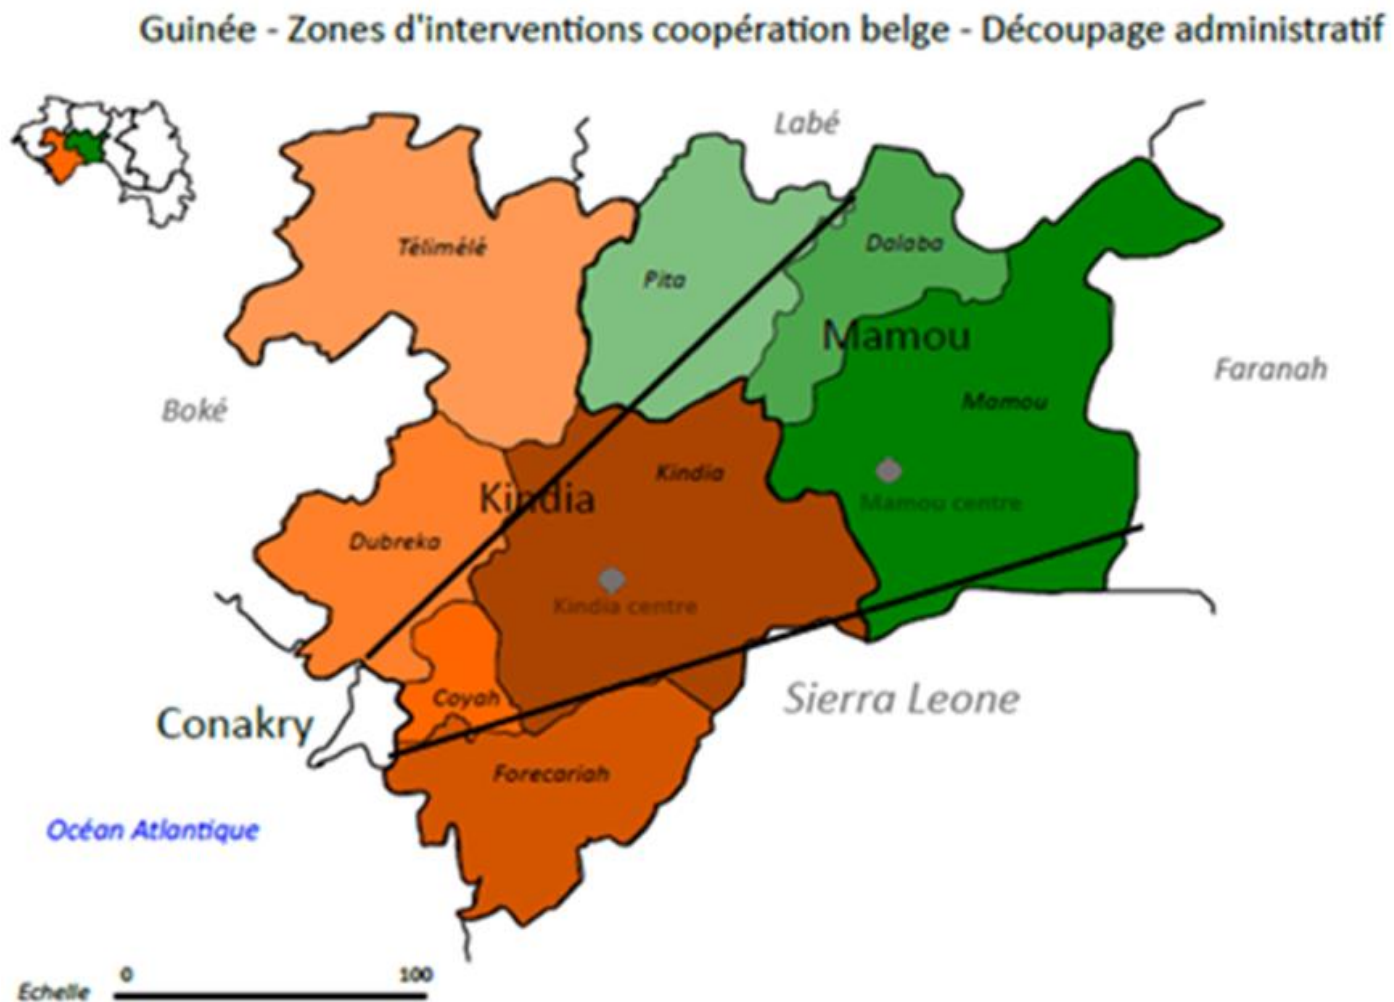 Guinée - Zones d'interventions coopération belge - Découpage administratif
Labé
Télimélé
Dalaba
Pita
Mamou
Faranah
Mamou
Boké
Kindia
Kindia
Mamou centre
Dubreka
Kindia centre
Coyah
Sierra Leone
Conakry
Forecariah
Océan Atlantique
0 100
Echelle